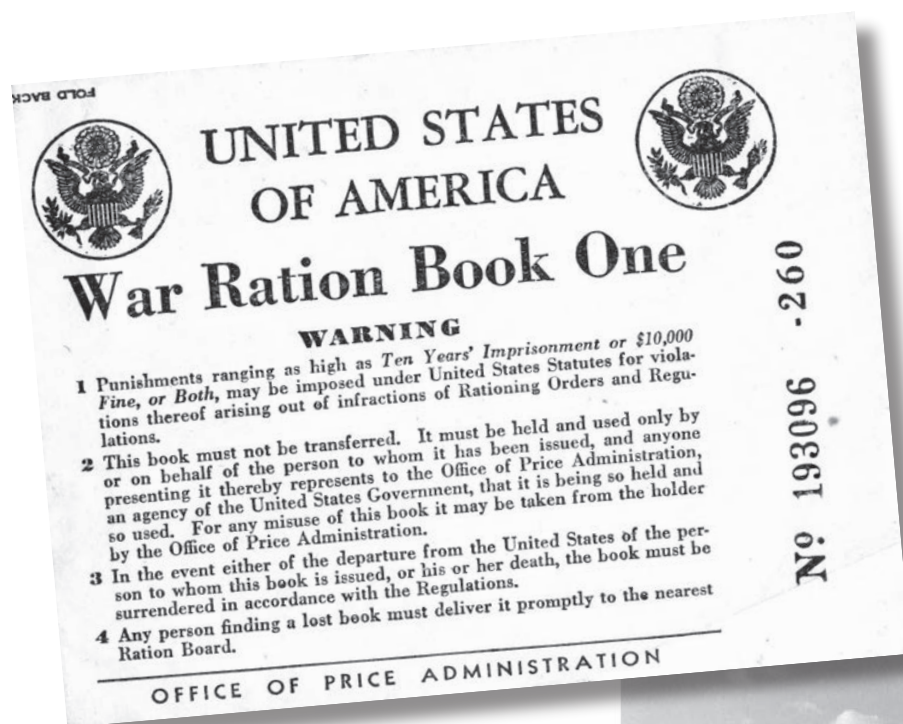 FOLD BACK
UNITED STATES
OF AMERICA
War Ration Book One
WARNING
1 Punishments ranging as high as Ten Years' Imprisonment or $10,000
Fine, or Both, may be imposed under United States Statutes for viola-
tions thereof arising out of infractions of Rationing Orders and Regu-
lations.
2 This book must not be transferred. It must be held and used only by
or on behalf of the person to whom it has been issued, and anyone
presenting it thereby represents to the Office of Price Administration,
an agency of the United States Government, that it is being so held and
so used. For any misuse of this book it may be taken from the holder
by the Office of Price Administration.
3 In the event either of the departure from the United States of the per-
son to whom this book is issued, or his or her death, the book must be
surrendered in accordance with the Regulations.
4 Any person finding a lost book must deliver it promptly to the nearest
Ration Board.
OFFICE OF PRICE ADMINISTRATION
Nº 193096 -260